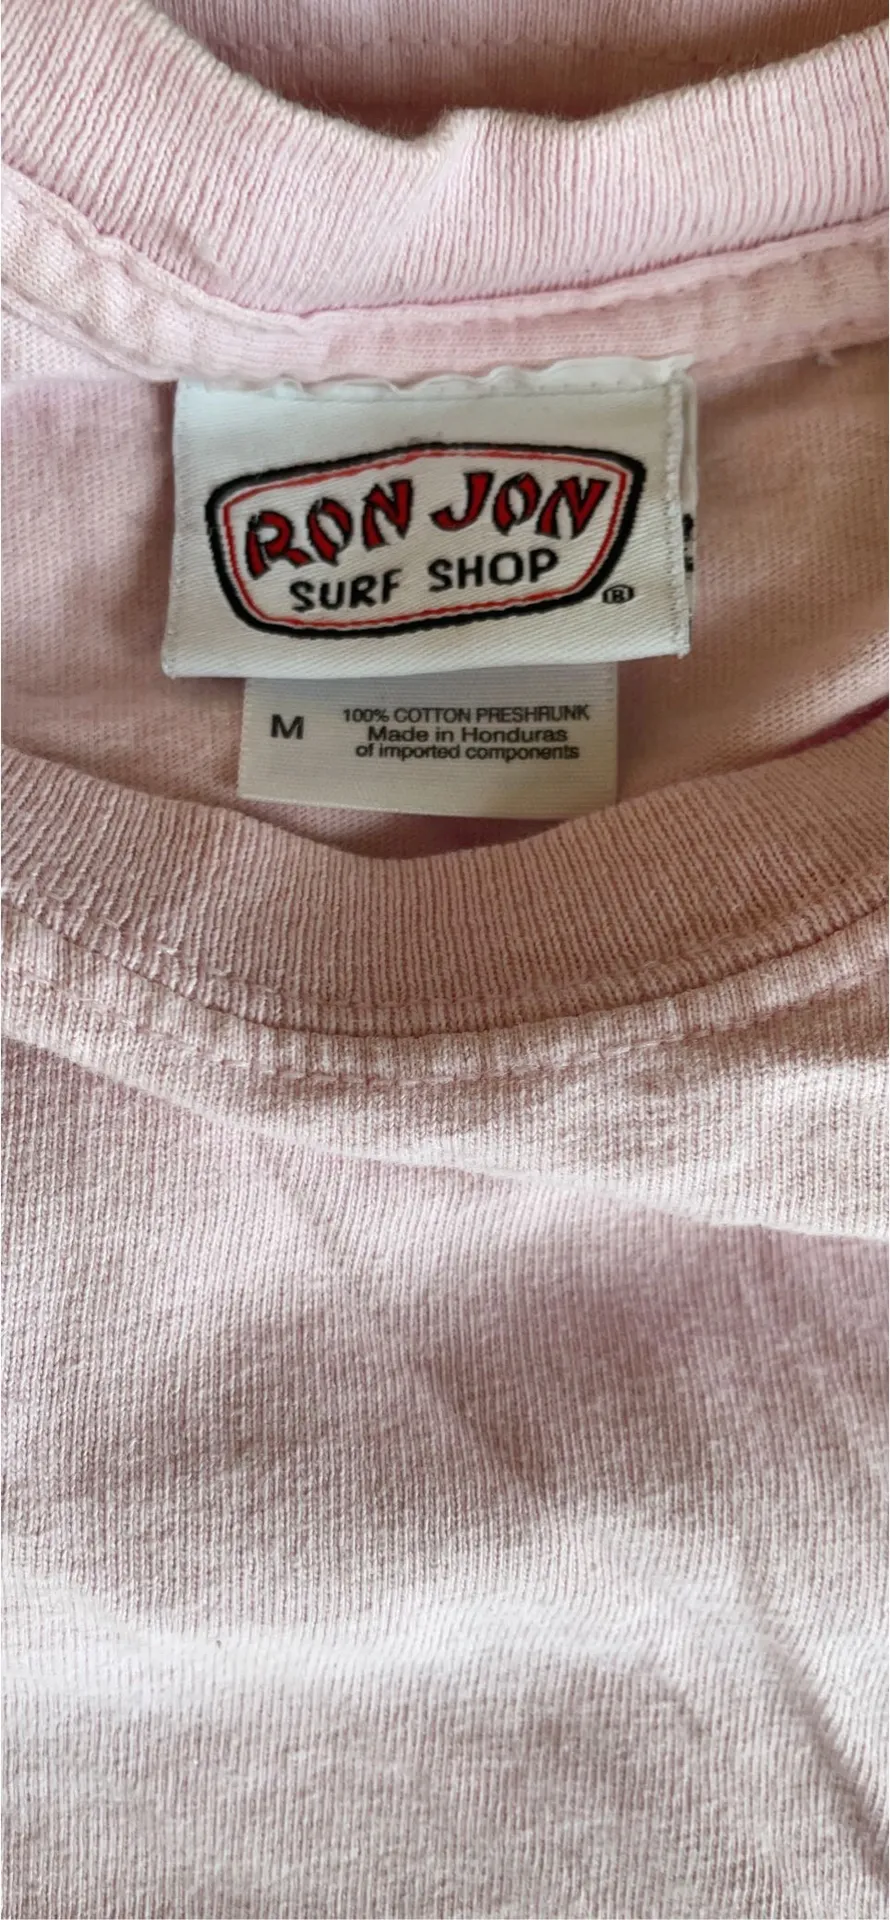 RON JON
SURF SHOP
®
M
100% COTTON PRESHRUNK
Made in Honduras
of imported components